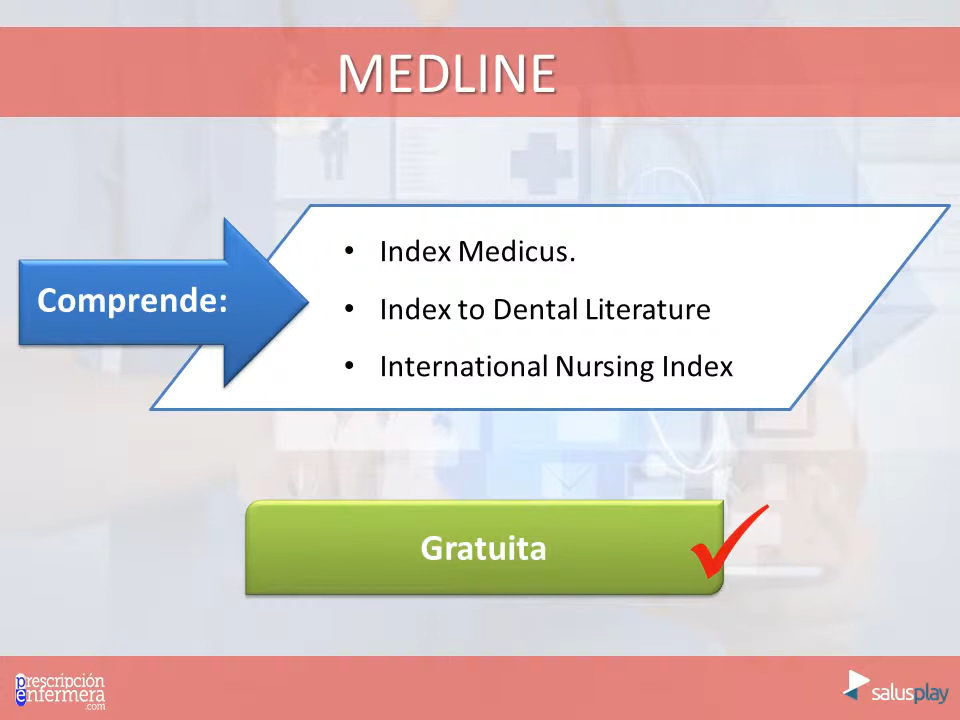 MEDLINE
Comprende:
• Index Medicus.
• Index to Dental Literature
• International Nursing Index
Gratuita
prescripción
enfermera
.com
salusplay